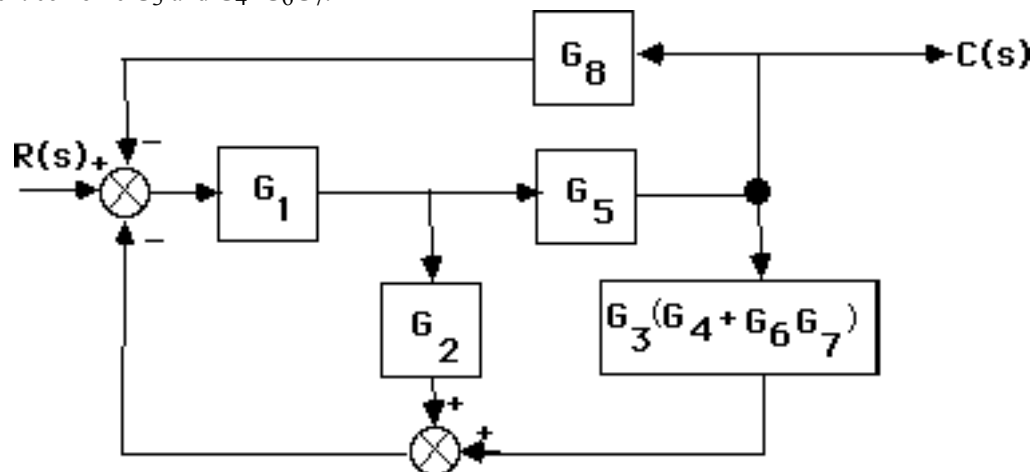 G8
C(s)
−
R(s) +
G1
G5
−
G2
G3(G4 + G6G7)
+
+